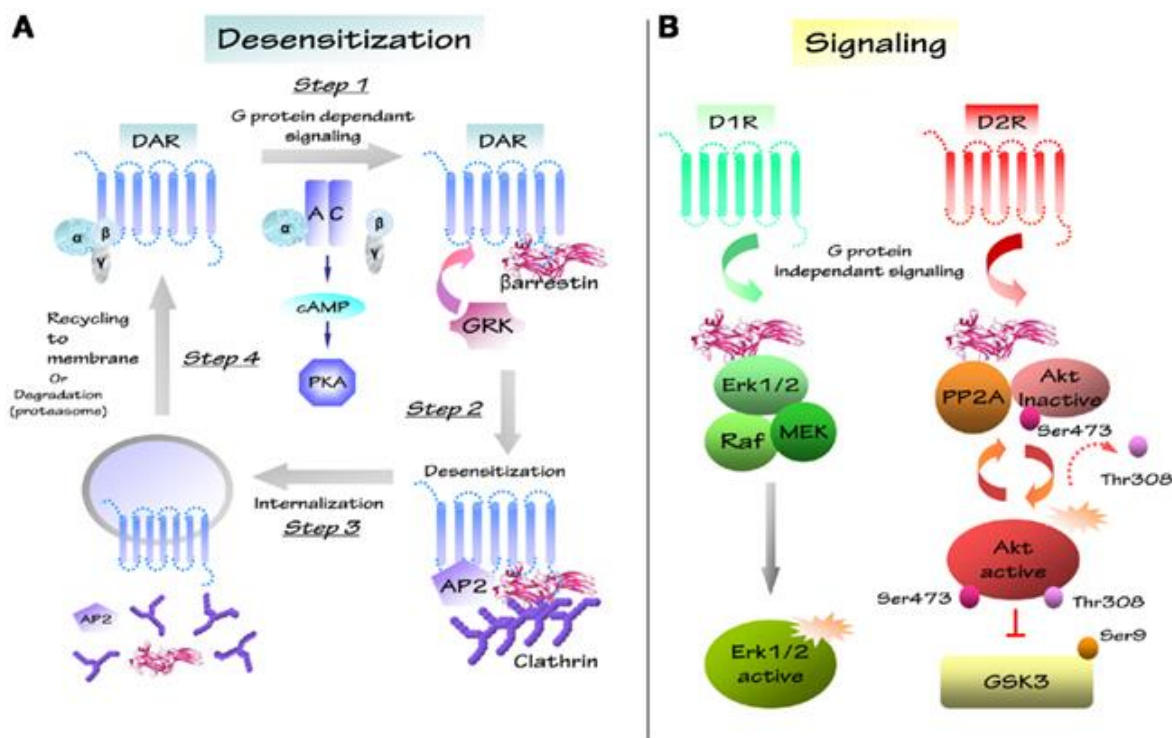 A
Desensitization
Step 1
G protein dependant
signaling
DAR
DAR
α
β
γ
A C
α
β
γ
βarrestin
cAMP
GRK
PKA
Recycling
to
membrane
Or
Degradation
(proteasome)
Step 4
Step 2
Desensitization
Internalization
Step 3
AP2
AP2
Clathrin
B
Signaling
D1R
D2R
G protein
independant signaling
Erk1/2
Raf
MEK
PP2A
Akt
Inactive
Ser473
Thr308
Akt
active
Ser473
Thr308
Ser9
Erk1/2
active
GSK3